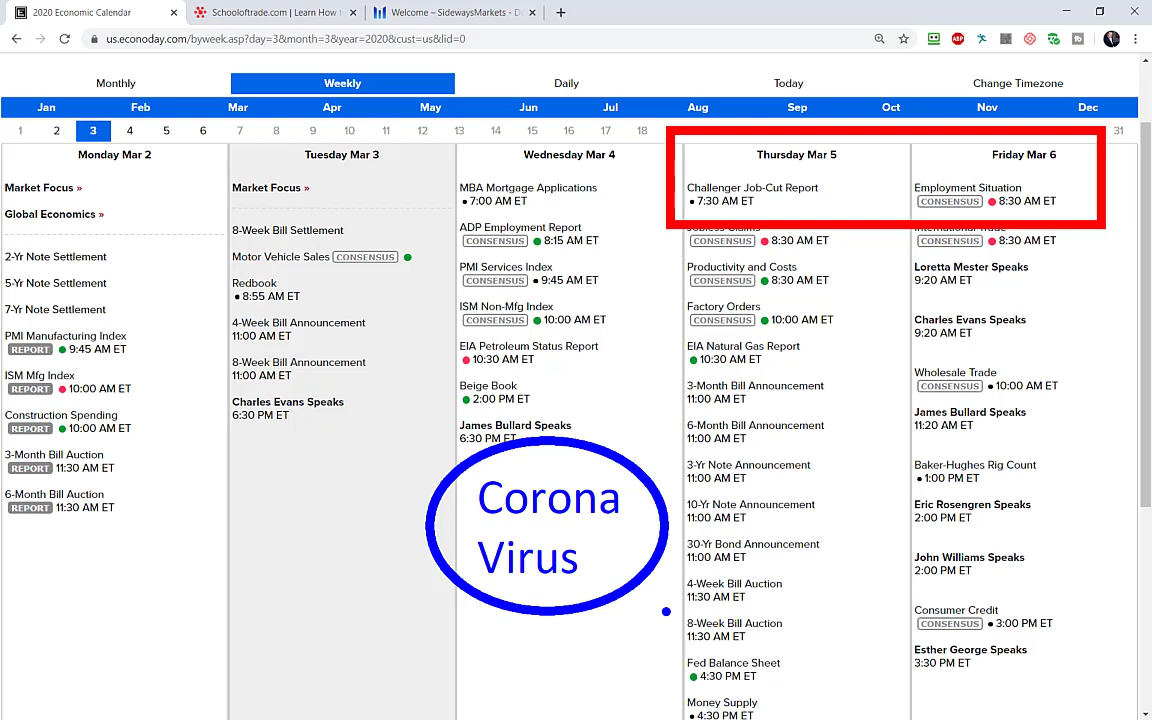 2020 Economic Calendar
Schooloftrade.com | Learn How
Welcome – SidewaysMarkets - D
us.econoday.com/byweek.asp?day=3&month=3&year=2020&cust=us&lid=0
Monthly Weekly Daily Today Change Timezone
Jan Feb Mar Apr May Jun Jul Aug Sep Oct Nov Dec
1 2 3 4 5 6 7 8 9 10 11 12 13 14 15 16 17 18 31
Monday Mar 2
Market Focus »
Global Economics »
2-Yr Note Settlement
5-Yr Note Settlement
7-Yr Note Settlement
PMI Manufacturing Index
REPORT 9:45 AM ET
ISM Mfg Index
REPORT 10:00 AM ET
Construction Spending
REPORT 10:00 AM ET
3-Month Bill Auction
REPORT 11:30 AM ET
6-Month Bill Auction
REPORT 11:30 AM ET
Tuesday Mar 3
Market Focus »
8-Week Bill Settlement
Motor Vehicle Sales CONSENSUS
Redbook
8:55 AM ET
4-Week Bill Announcement
11:00 AM ET
8-Week Bill Announcement
11:00 AM ET
Charles Evans Speaks
6:30 PM ET
Wednesday Mar 4
MBA Mortgage Applications
7:00 AM ET
ADP Employment Report
CONSENSUS 8:15 AM ET
PMI Services Index
CONSENSUS 9:45 AM ET
ISM Non-Mfg Index
CONSENSUS 10:00 AM ET
EIA Petroleum Status Report
10:30 AM ET
Beige Book
2:00 PM ET
James Bullard Speaks
6:30 PM ET
Corona
Virus
Thursday Mar 5
Challenger Job-Cut Report
7:30 AM ET
Jobless Claims
CONSENSUS 8:30 AM ET
Productivity and Costs
CONSENSUS 8:30 AM ET
Factory Orders
CONSENSUS 10:00 AM ET
EIA Natural Gas Report
10:30 AM ET
3-Month Bill Announcement
11:00 AM ET
6-Month Bill Announcement
11:00 AM ET
3-Yr Note Announcement
11:00 AM ET
10-Yr Note Announcement
11:00 AM ET
30-Yr Bond Announcement
11:00 AM ET
4-Week Bill Auction
11:30 AM ET
8-Week Bill Auction
11:30 AM ET
Fed Balance Sheet
4:30 PM ET
Money Supply
4:30 PM ET
Friday Mar 6
Employment Situation
CONSENSUS 8:30 AM ET
International Trade
CONSENSUS 8:30 AM ET
Loretta Mester Speaks
9:20 AM ET
Charles Evans Speaks
9:20 AM ET
Wholesale Trade
CONSENSUS 10:00 AM ET
James Bullard Speaks
11:20 AM ET
Baker-Hughes Rig Count
1:00 PM ET
Eric Rosengren Speaks
2:00 PM ET
John Williams Speaks
2:00 PM ET
Consumer Credit
CONSENSUS 3:00 PM ET
Esther George Speaks
3:30 PM ET